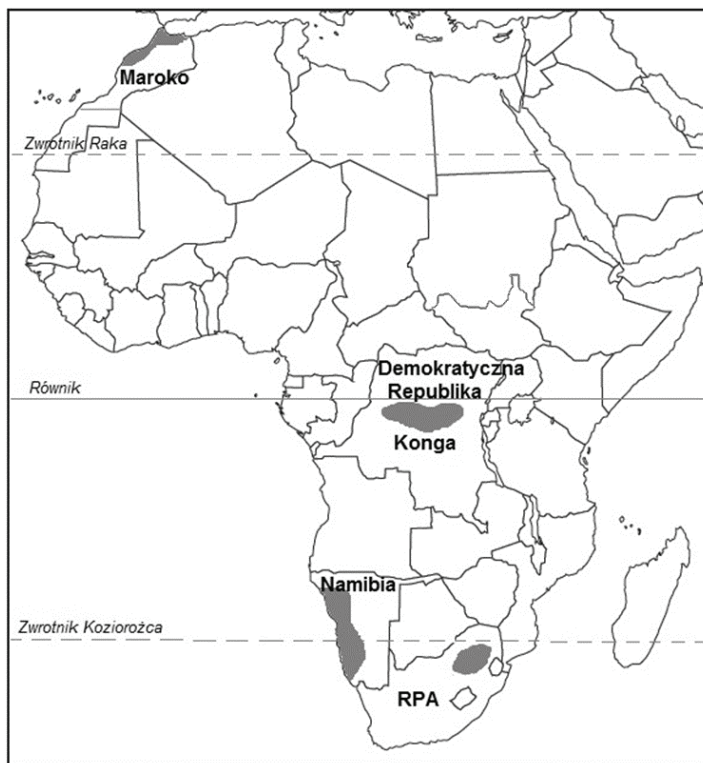 Maroko
Zwrotnik Raka
Demokratyczna
Republika
Równik
Konga
Namibia
Zwrotnik Koziorożca
RPA